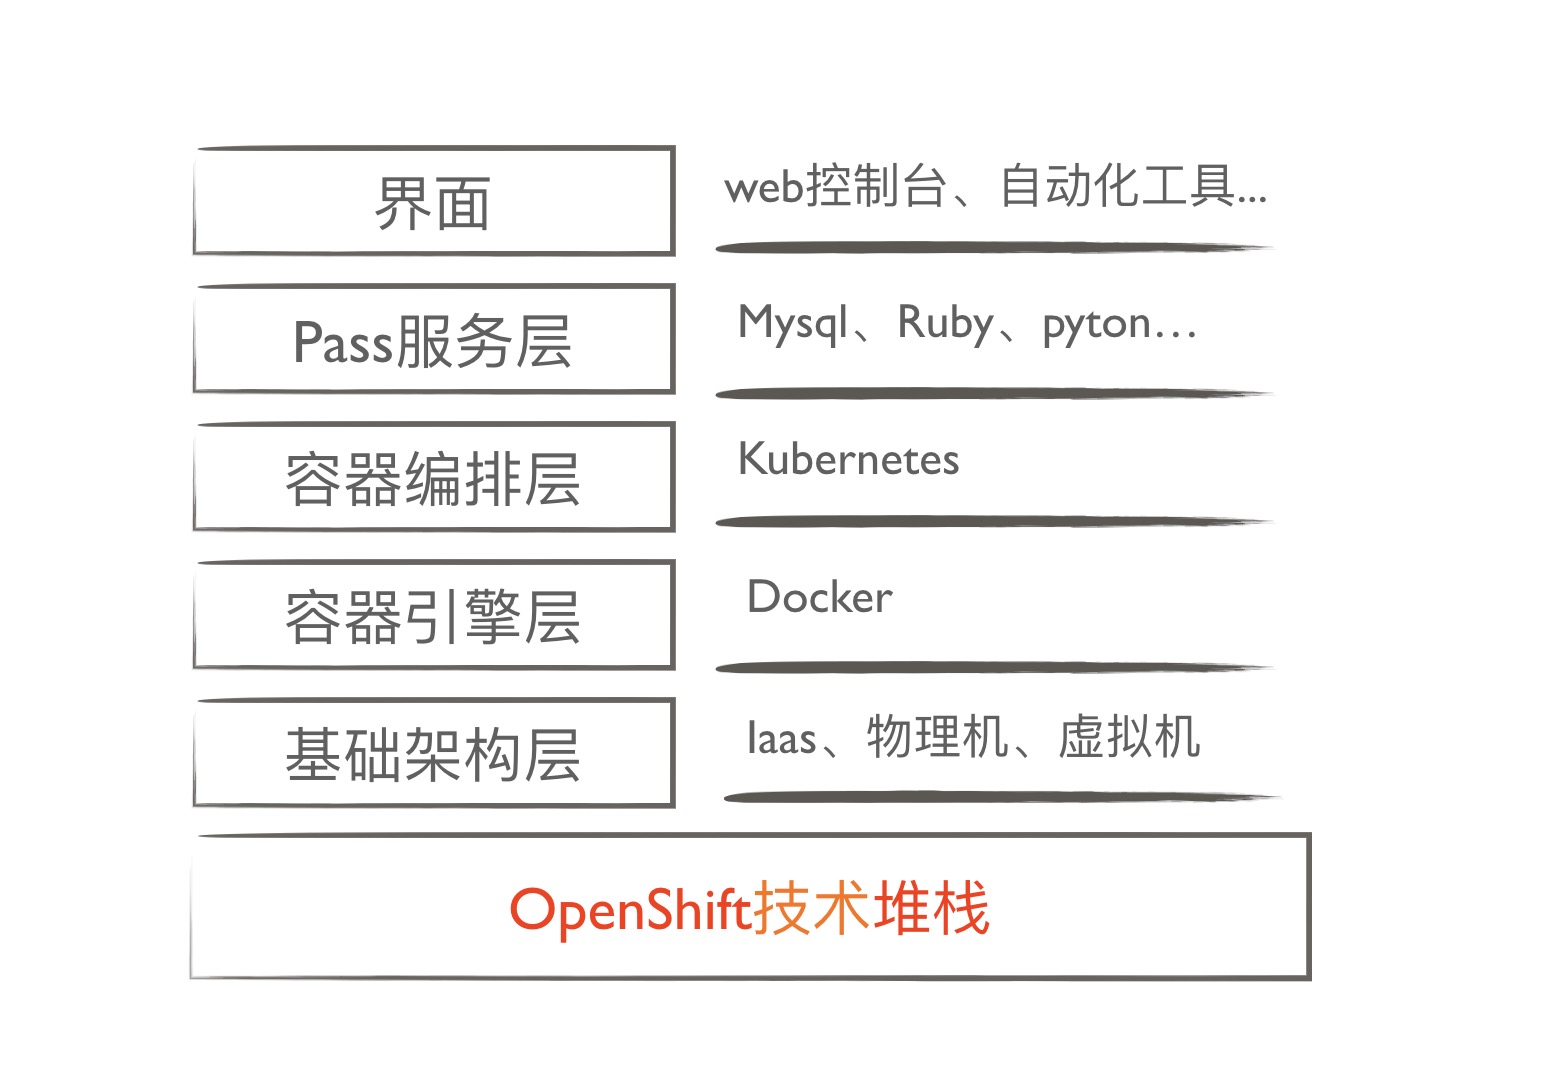 界面
web控制台、自动化工具...
Pass服务层
Mysql、Ruby、pyton…
容器编排层
Kubernetes
容器引擎层
Docker
基础架构层
Iaas、物理机、虚拟机
OpenShift技术堆栈